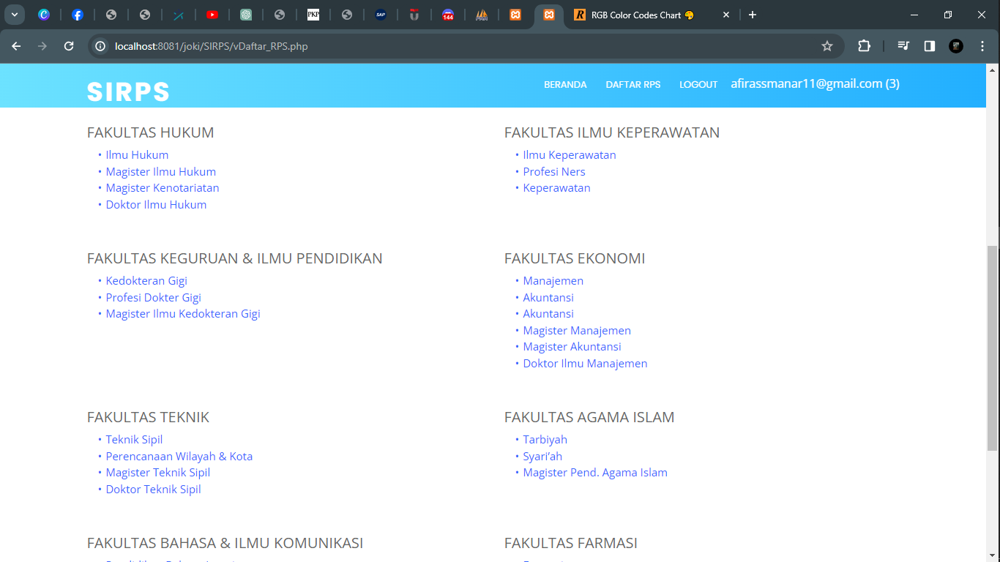 PKP
SAP
144
RGB Color Codes Chart 🎨
localhost:8081/joki/SIRPS/vDaftar_RPS.php
SIRPS
BERANDA
DAFTAR RPS
LOGOUT
afirassmanar11@gmail.com (3)
FAKULTAS HUKUM
• Ilmu Hukum
• Magister Ilmu Hukum
• Magister Kenotariatan
• Doktor Ilmu Hukum
FAKULTAS ILMU KEPERAWATAN
• Ilmu Keperawatan
• Profesi Ners
• Keperawatan
FAKULTAS KEGURUAN & ILMU PENDIDIKAN
• Kedokteran Gigi
• Profesi Dokter Gigi
• Magister Ilmu Kedokteran Gigi
FAKULTAS EKONOMI
• Manajemen
• Akuntansi
• Akuntansi
• Magister Manajemen
• Magister Akuntansi
• Doktor Ilmu Manajemen
FAKULTAS TEKNIK
• Teknik Sipil
• Perencanaan Wilayah & Kota
• Magister Teknik Sipil
• Doktor Teknik Sipil
FAKULTAS AGAMA ISLAM
• Tarbiyah
• Syari’ah
• Magister Pend. Agama Islam
FAKULTAS BAHASA & ILMU KOMUNIKASI
FAKULTAS FARMASI